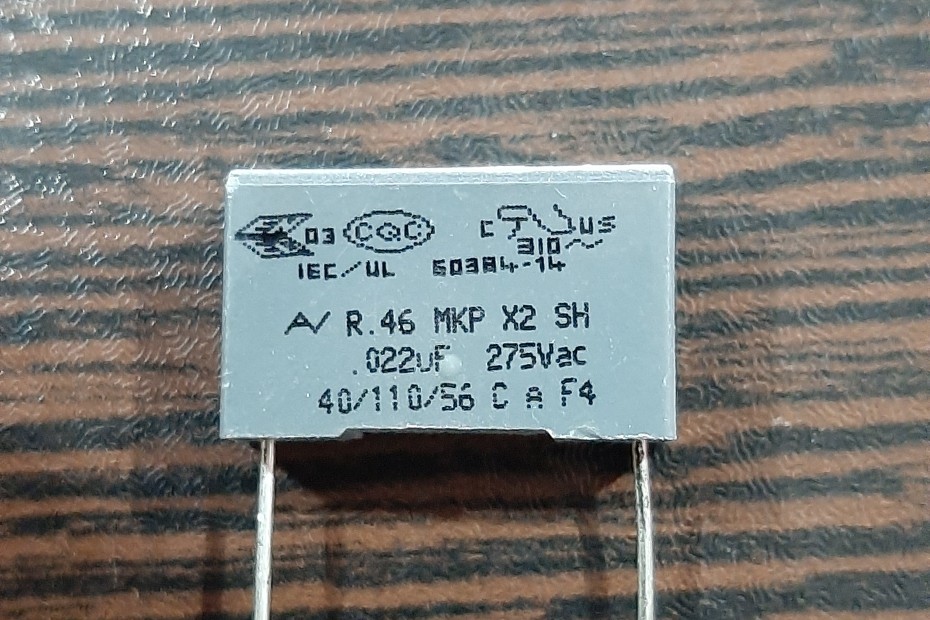 03 CQC C US
310
IEC/UL 60384-14
R.46 MKP X2 SH
.022uF 275Vac
40/110/56 C F4